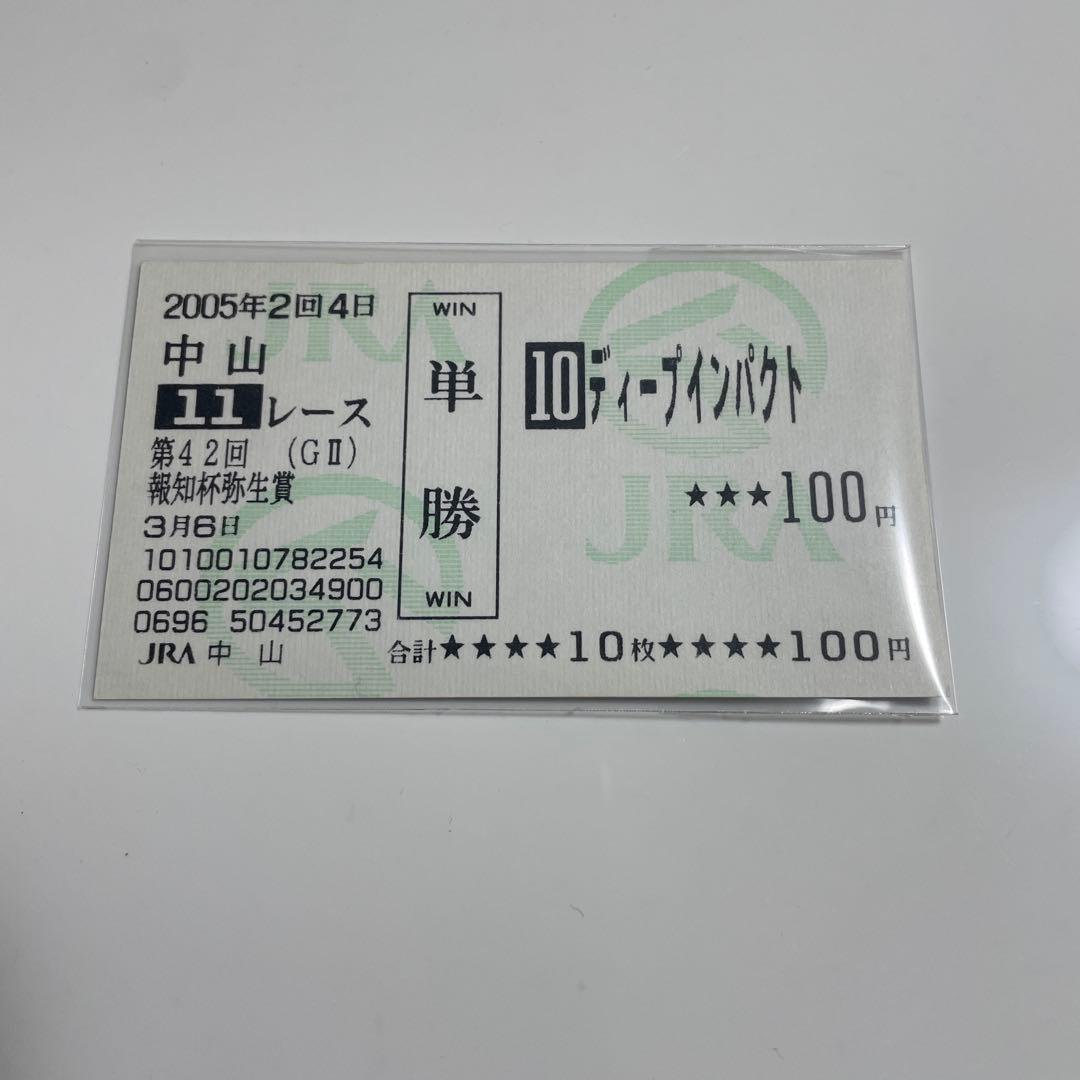 2005年2回4日
中山
11レース
第42回 (GⅡ)
報知杯弥生賞
3月6日
1010010782254
0600202034900
0696 50452773
JRA 中 山
WIN
単勝
WIN
10ディープインパクト
★★★100円
合計★★★★10枚★★★★100円
JRA
JRA